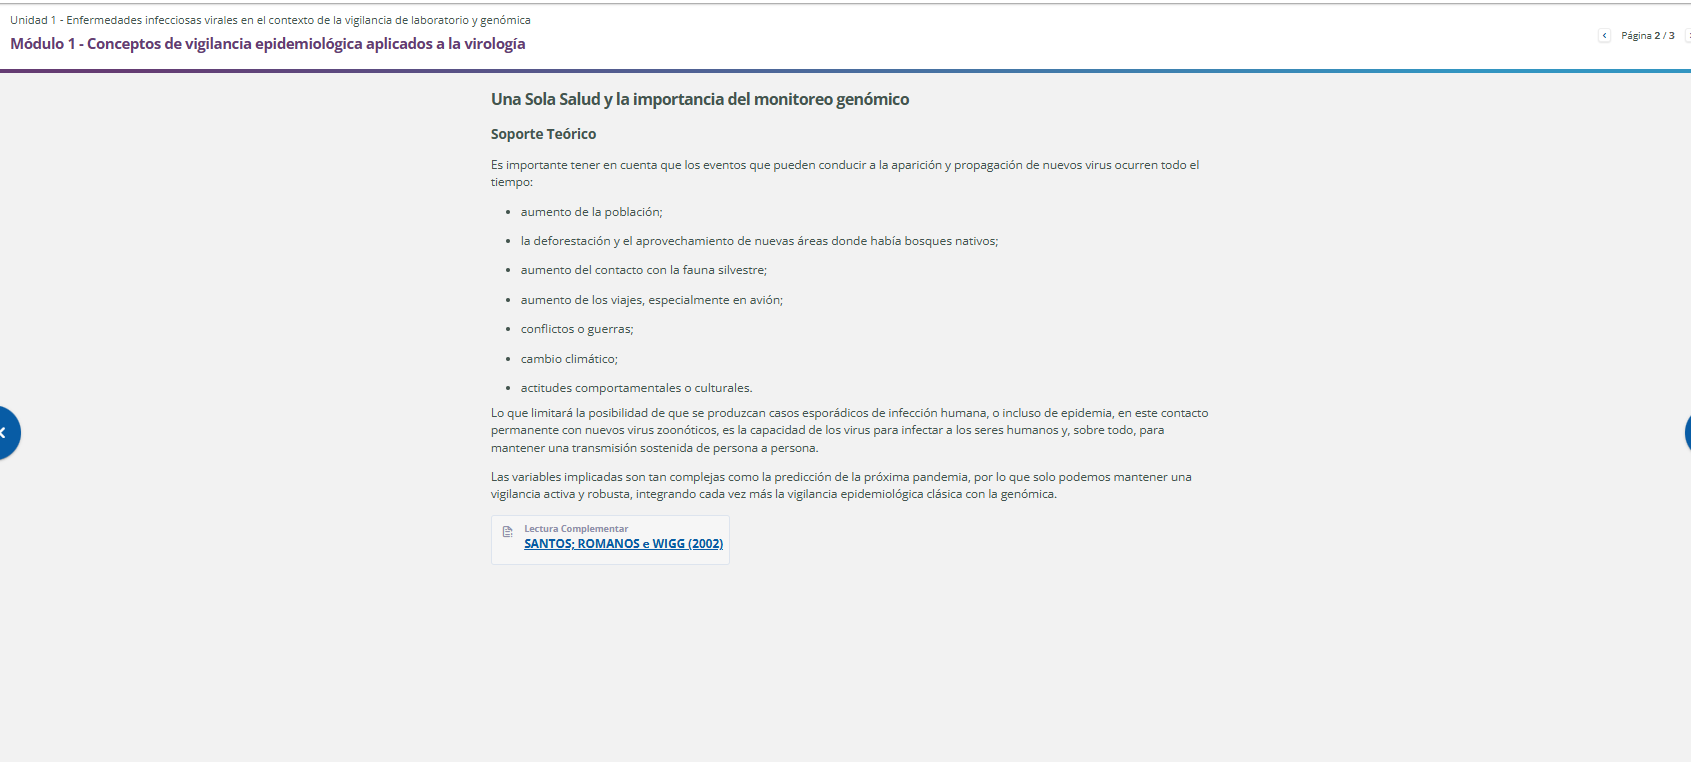 Unidad 1 - Enfermedades infecciosas virales en el contexto de la vigilancia de laboratorio y genómica
Módulo 1 - Conceptos de vigilancia epidemiológica aplicados a la virología
Página 2 / 3
Una Sola Salud y la importancia del monitoreo genómico
Soporte Teórico
Es importante tener en cuenta que los eventos que pueden conducir a la aparición y propagación de nuevos virus ocurren todo el
tiempo:
• aumento de la población;
• la deforestación y el aprovechamiento de nuevas áreas donde había bosques nativos;
• aumento del contacto con la fauna silvestre;
• aumento de los viajes, especialmente en avión;
• conflictos o guerras;
• cambio climático;
• actitudes comportamentales o culturales.
Lo que limitará la posibilidad de que se produzcan casos esporádicos de infección humana, o incluso de epidemia, en este contacto
permanente con nuevos virus zoonóticos, es la capacidad de los virus para infectar a los seres humanos y, sobre todo, para
mantener una transmisión sostenida de persona a persona.
Las variables implicadas son tan complejas como la predicción de la próxima pandemia, por lo que solo podemos mantener una
vigilancia activa y robusta, integrando cada vez más la vigilancia epidemiológica clásica con la genómica.
Lectura Complementar
SANTOS; ROMANOS e WIGG (2002)